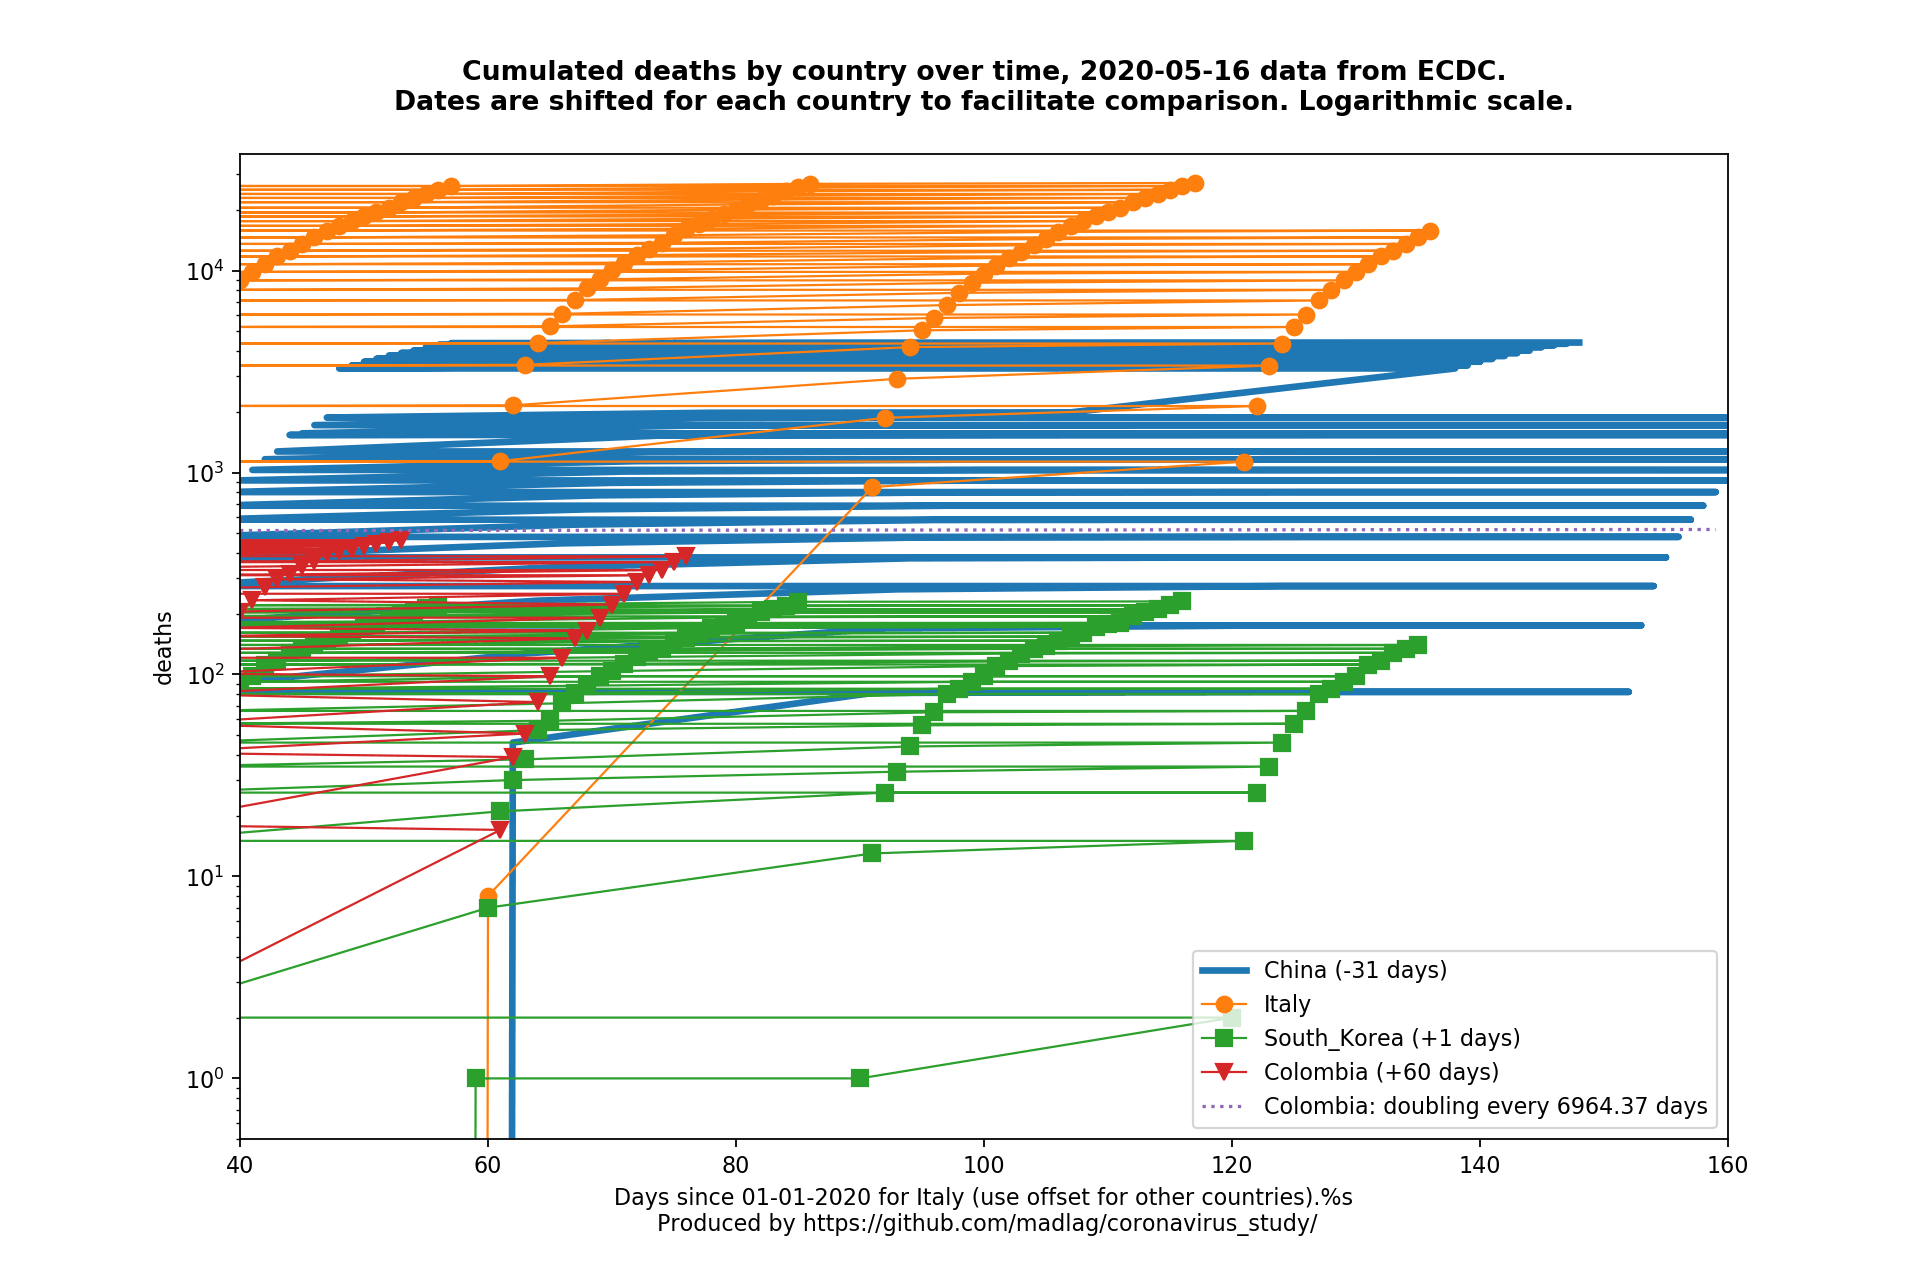 Cumulated deaths by country over time, 2020-05-16 data from ECDC.
Dates are shifted for each country to facilitate comparison. Logarithmic scale.
deaths
10⁴
10³
10²
10¹
10⁰
40 60 80 100 120 140 160
China (-31 days)
Italy
South_Korea (+1 days)
Colombia (+60 days)
Colombia: doubling every 6964.37 days
Days since 01-01-2020 for Italy (use offset for other countries).%s
Produced by https://github.com/madlag/coronavirus_study/